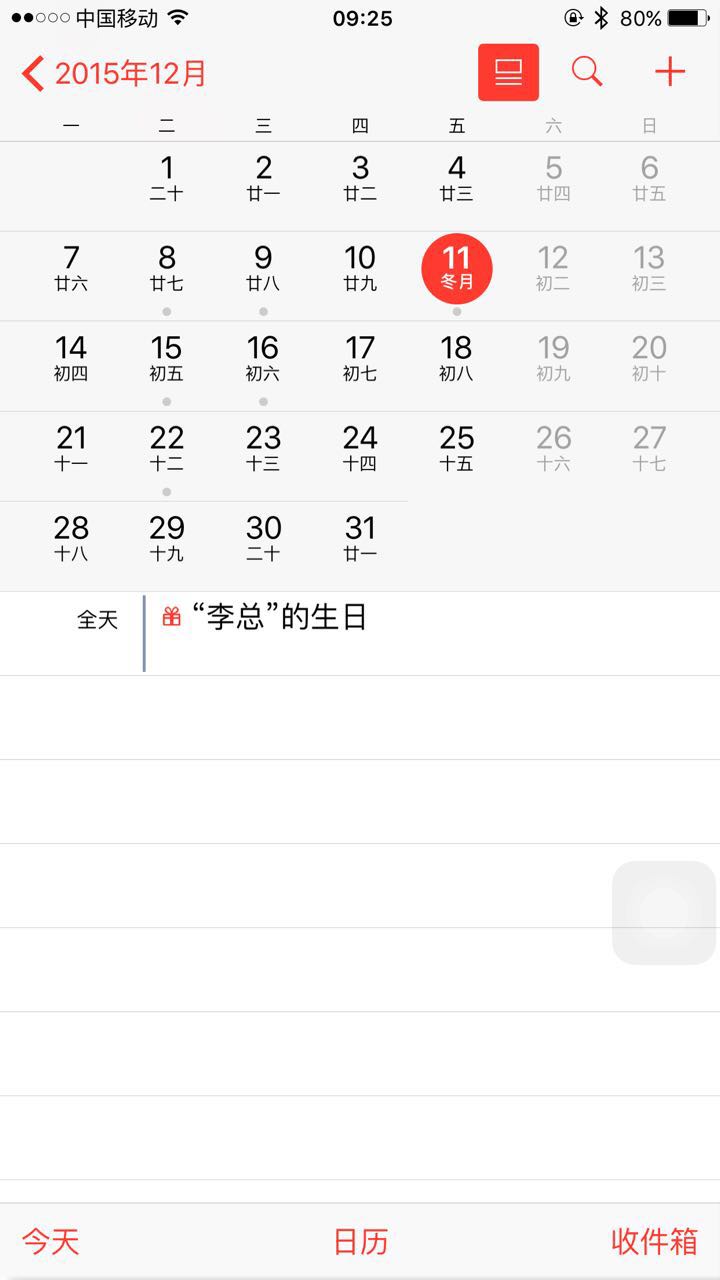 中国移动 09:25 80%
2015年12月
一 二 三 四 五 六 日
1 2 3 4 5 6
二十 廿一 廿二 廿三 廿四 廿五
7 8 9 10 11 12 13
廿六 廿七 廿八 廿九 冬月 初二 初三
14 15 16 17 18 19 20
初四 初五 初六 初七 初八 初九 初十
21 22 23 24 25 26 27
十一 十二 十三 十四 十五 十六 十七
28 29 30 31
十八 十九 二十 廿一
全天 “李总”的生日
今天 日历 收件箱